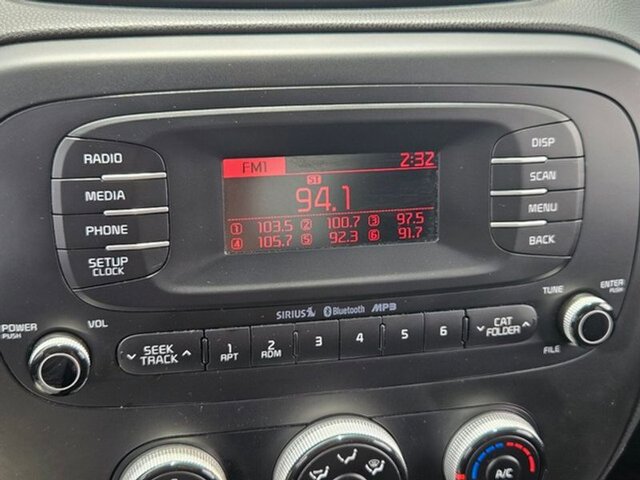 RADIO
MEDIA
PHONE
SETUP
CLOCK
FM1 2:32
ST
94.1
1 103.5 2 100.7 3 97.5
4 105.7 5 92.3 6 91.7
DISP
SCAN
MENU
BACK
SIRIUS Bluetooth MP3
POWER
PUSH
VOL
SEEK
TRACK
1
RPT
2
RDM
3
4
5
6
CAT
FOLDER
TUNE
ENTER
PUSH
FILE
A/C